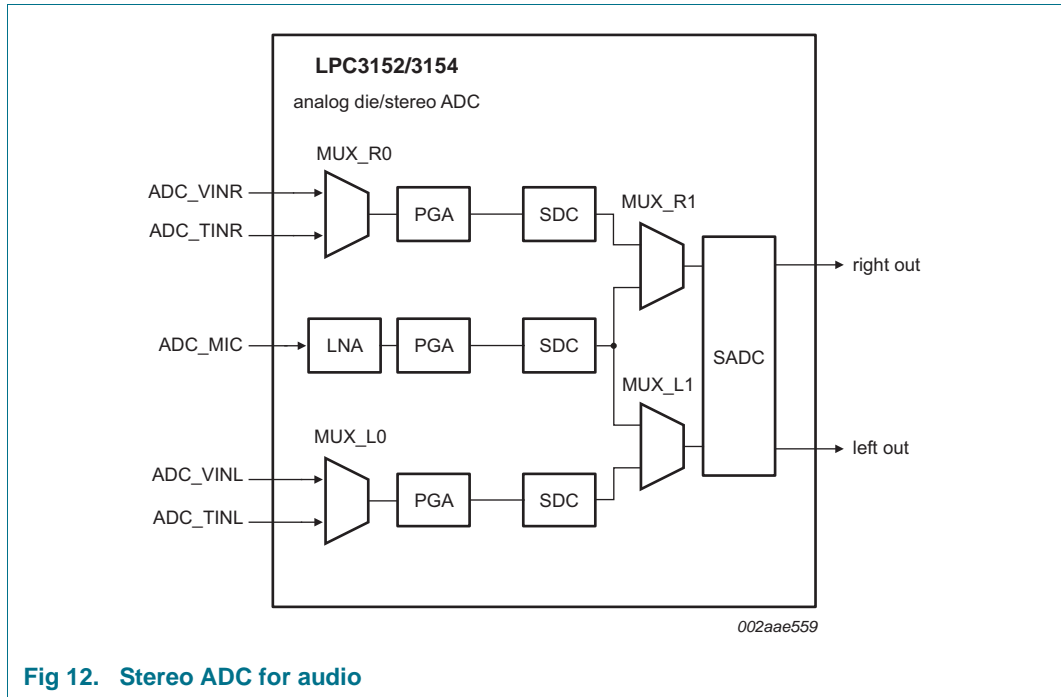 LPC3152/3154
analog die/stereo ADC
MUX_R0
ADC_VINR
ADC_TINR
PGA
SDC
MUX_R1
right out
ADC_MIC
LNA
PGA
SDC
SADC
MUX_L1
MUX_L0
left out
ADC_VINL
ADC_TINL
PGA
SDC
002aae559
Fig 12. Stereo ADC for audio